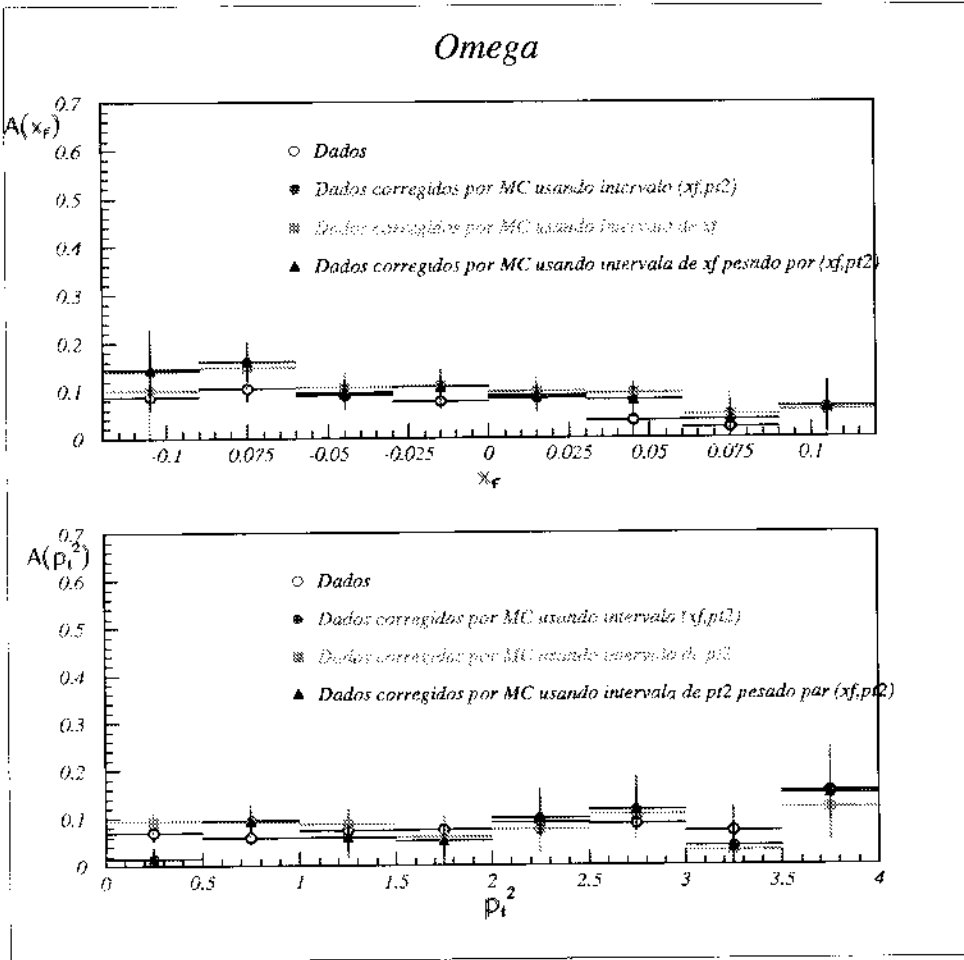 Omega
0.7
A(x_f)
0.6
0.5
0.4
0.3
0.2
0.1
0
○ Dados
● Dados corregidos por MC usando intervalo (xf,pt2)
■ Dados corregidos por MC usando intervalo de xf
▲ Dados corregidos por MC usando intervala de xf pesado por (xf,pt2)
-0.1 0.075 -0.05 -0.025 0 0.025 0.05 0.075 0.1
x_f
0.7
A(p_t^2)
0.6
0.5
0.4
0.3
0.2
0.1
0
○ Dados
● Dados corregidos por MC usando intervalo (xf,pt2)
■ Dados corregidos por MC usando intervalo de pt2
▲ Dados corregidos por MC usando intervala de pt2 pesado par (xf,pt2)
0 0.5 1 1.5 2 2.5 3 3.5 4
p_t^2